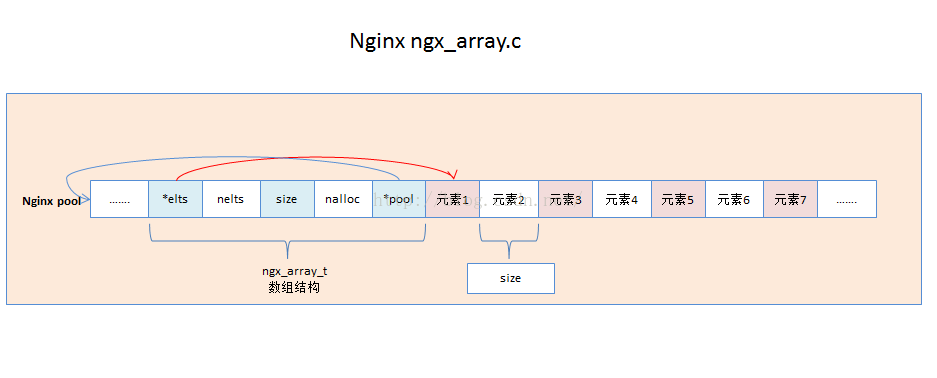 Nginx ngx_array.c
Nginx pool
.......
*elts
nelts
size
nalloc
*pool
元素1
元素2
元素3
元素4
元素5
元素6
元素7
.......
ngx_array_t
数组结构
size